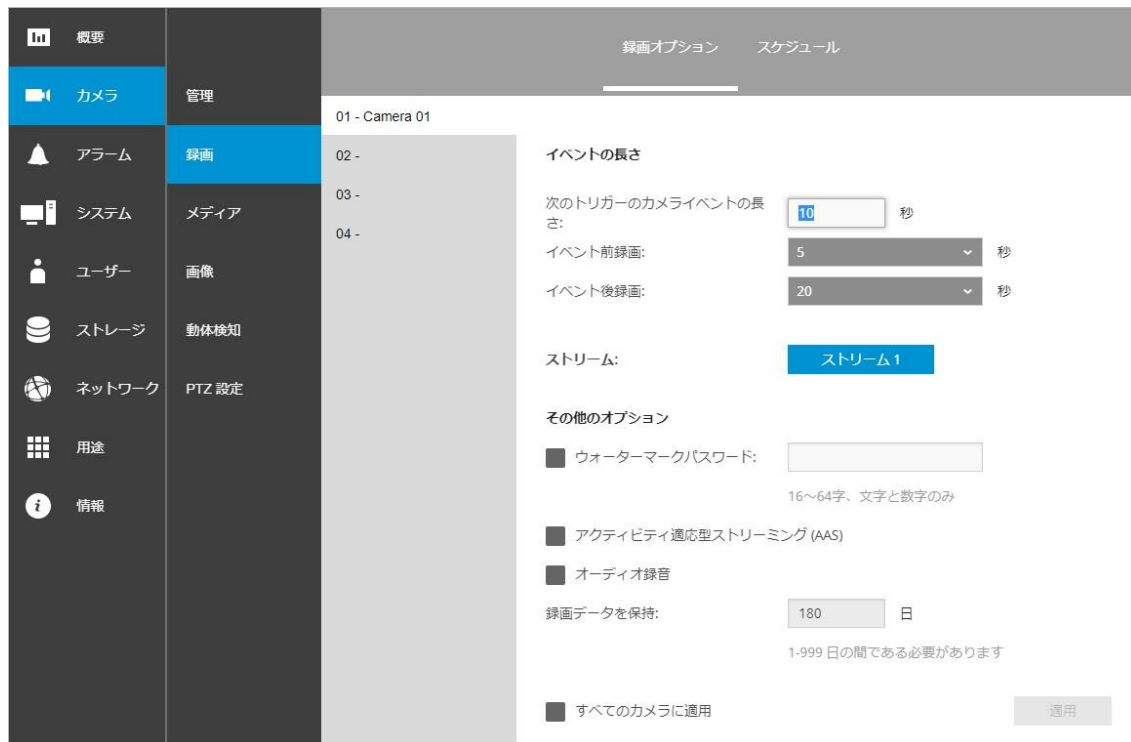 概要
カメラ
アラーム
システム
ユーザー
ストレージ
ネットワーク
用途
情報
管理
録画
メディア
画像
動体検知
PTZ 設定
録画オプション スケジュール
01 - Camera 01
02 -
03 -
04 -
イベントの長さ
次のトリガーのカメライベントの長
さ: 10 秒
イベント前録画: 5 秒
イベント後録画: 20 秒
ストリーム: ストリーム 1
その他のオプション
ウォーターマークパスワード:
16～64字、文字と数字のみ
アクティビティ適応型ストリーミング (AAS)
オーディオ録音
録画データを保持: 180 日
1-999 日の間である必要があります
すべてのカメラに適用 適用